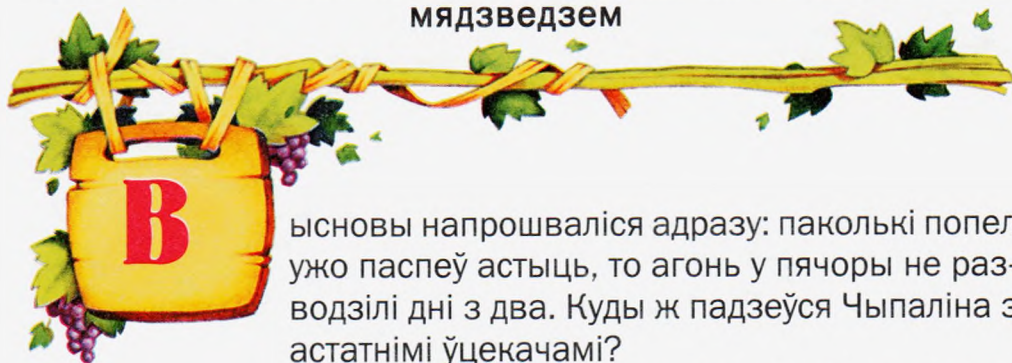 мядзведзем
Высновы напрошваліся адразу: паколькі попел
ужо паспеў астыць, то агонь у пячоры не раз-
водзілі дні з два. Куды ж падзеўся Чыпаліна з
астатнімі ўцекачамі?